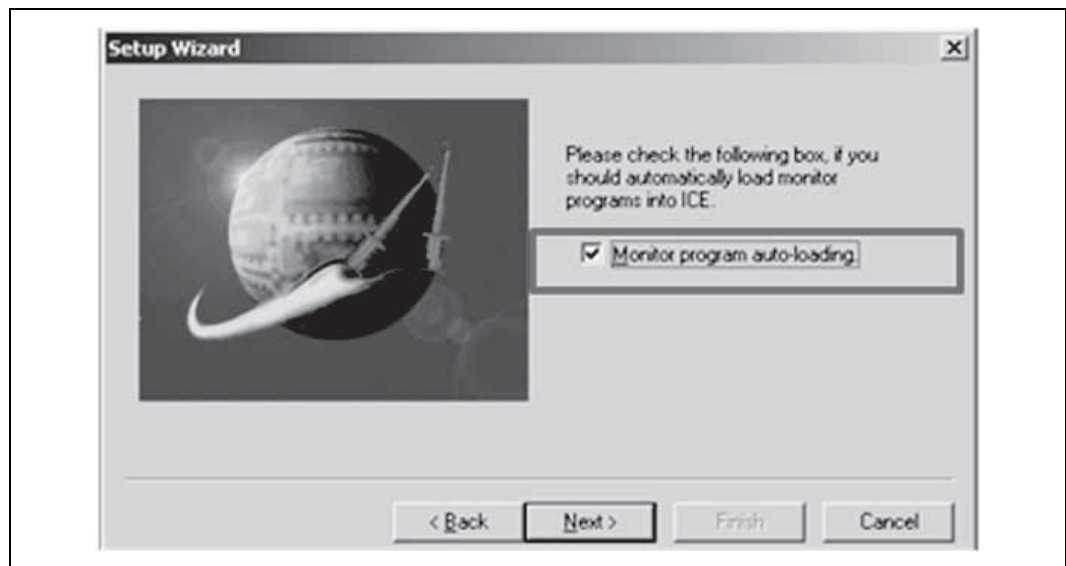 Setup Wizard
Please check the following box, if you
should automatically load monitor
programs into ICE.
Monitor program auto-loading.
< Back
Next >
Finish
Cancel